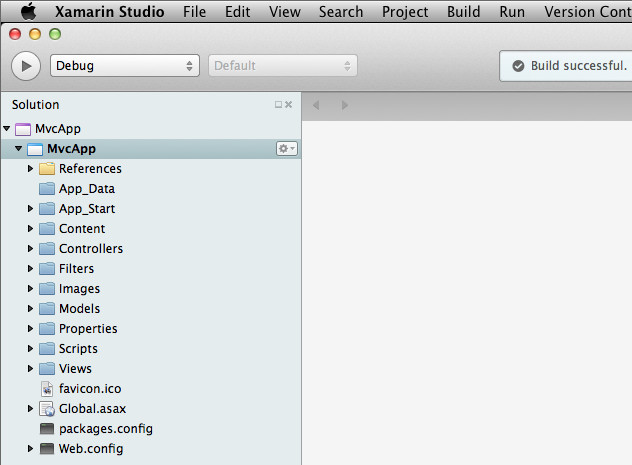 Xamarin Studio File Edit View Search Project Build Run Version Cont
Debug Default Build successful.
Solution
MvcApp
MvcApp
References
App_Data
App_Start
Content
Controllers
Filters
Images
Models
Properties
Scripts
Views
favicon.ico
Global.asax
packages.config
Web.config